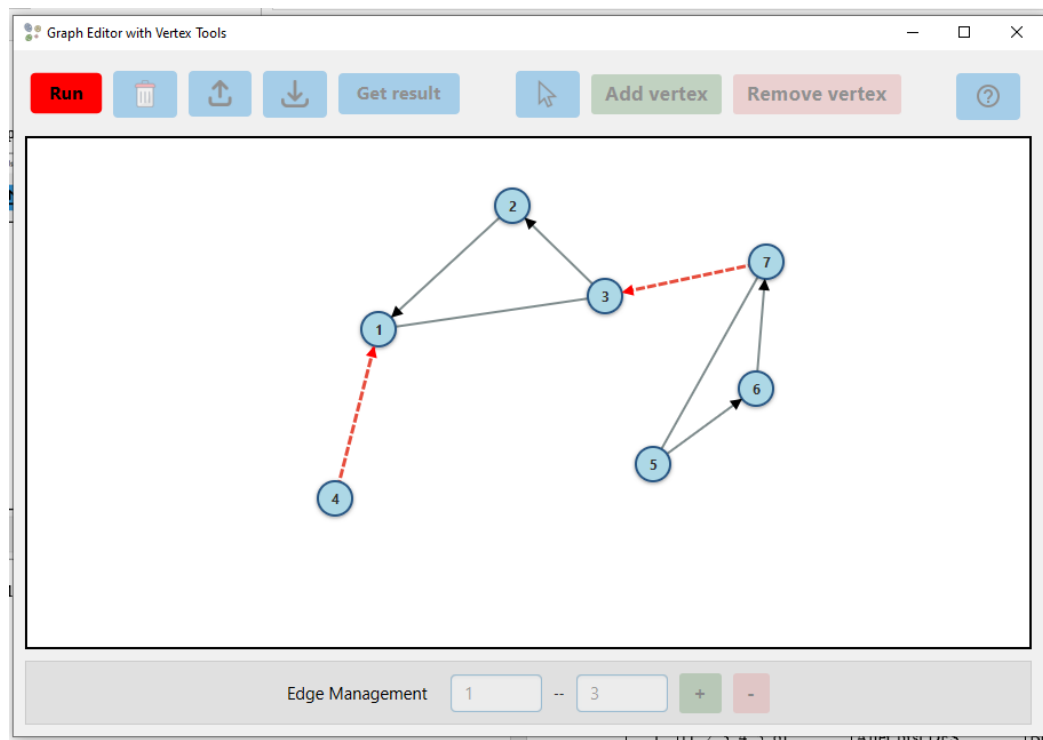 Graph Editor with Vertex Tools
Run
Get result
Add vertex
Remove vertex
2
7
3
1
6
5
4
Edge Management 1 -- 3 + -